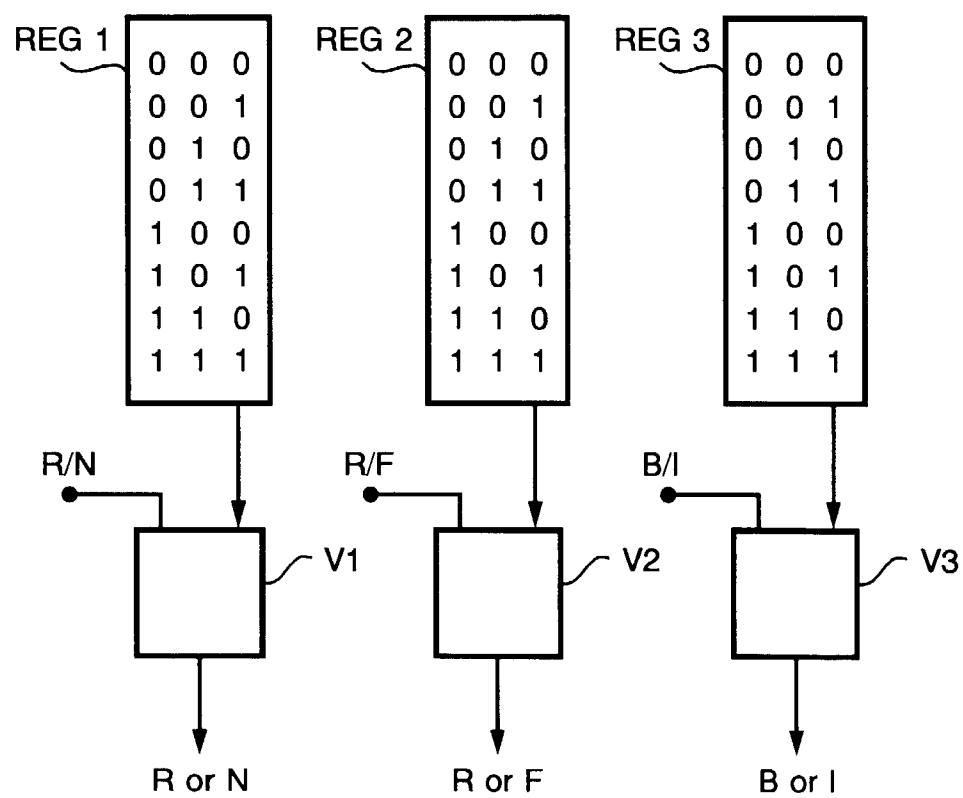 REG 1 REG 2 REG 3
0 0 0 0 0 0 0 0 0
0 0 1 0 0 1 0 0 1
0 1 0 0 1 0 0 1 0
0 1 1 0 1 1 0 1 1
1 0 0 1 0 0 1 0 0
1 0 1 1 0 1 1 0 1
1 1 0 1 1 0 1 1 0
1 1 1 1 1 1 1 1 1
R/N R/F B/I
V1 V2 V3
R or N R or F B or I